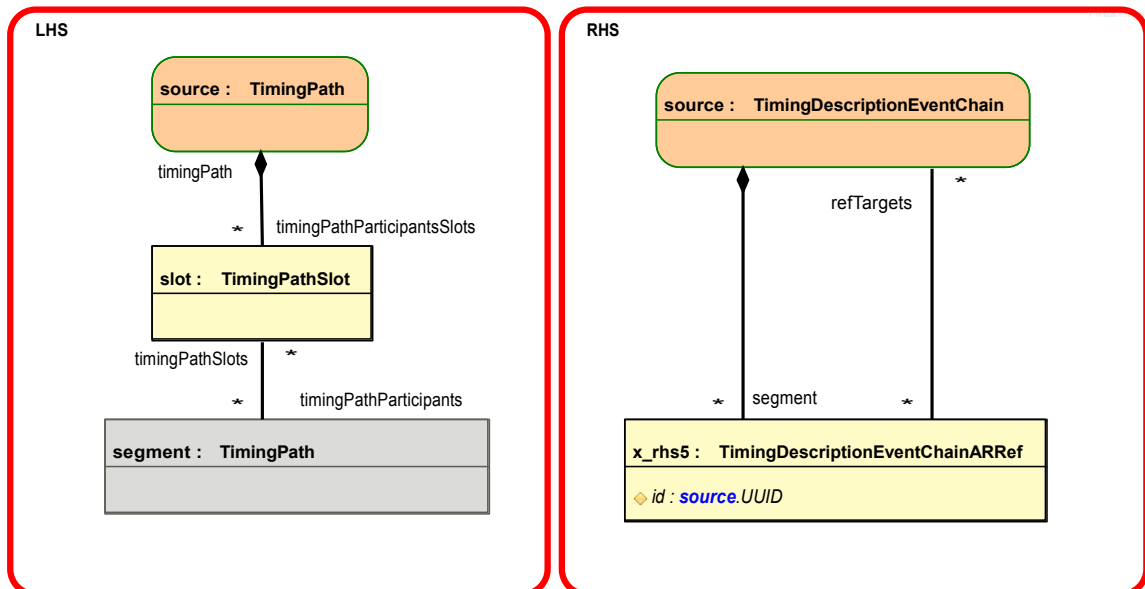 LHS
source : TimingPath
timingPath
* timingPathParticipantsSlots
slot : TimingPathSlot
timingPathSlots *
* timingPathParticipants
segment : TimingPath
RHS
source : TimingDescriptionEventChain
*
refTargets
* segment *
x_rhs5 : TimingDescriptionEventChainARRef
id : source.UUID